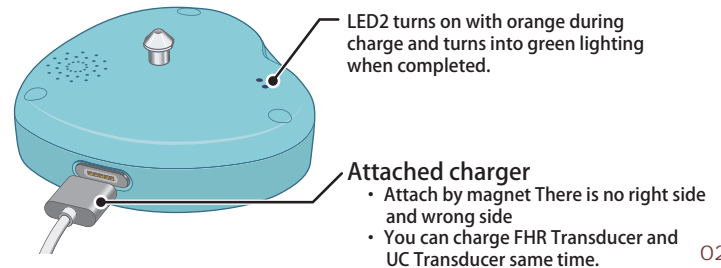 LED2 turns on with orange during
charge and turns into green lighting
when completed.
Attached charger
・ Attach by magnet There is no right side
and wrong side
・ You can charge FHR Transducer and
UC Transducer same time.
02